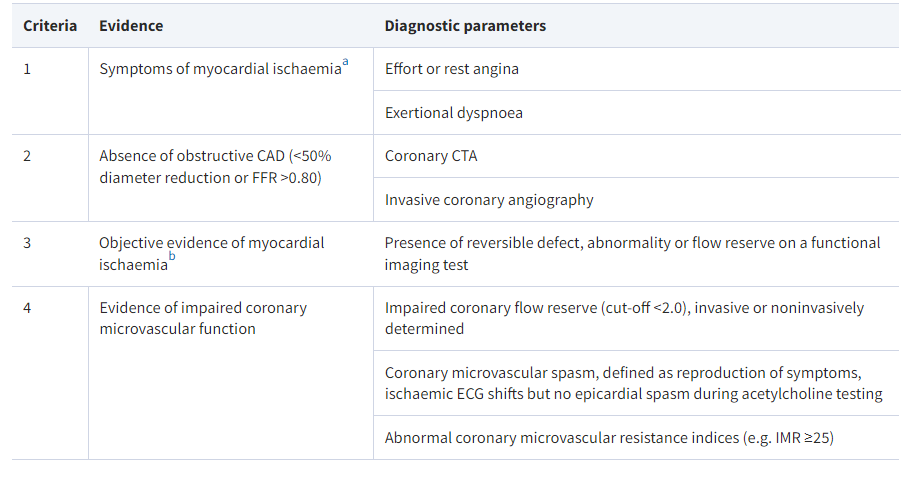 Criteria Evidence Diagnostic parameters
1 Symptoms of myocardial ischaemiaa Effort or rest angina
Exertional dyspnoea
2 Absence of obstructive CAD (<50% Coronary CTA
diameter reduction or FFR >0.80)
Invasive coronary angiography
3 Objective evidence of myocardial Presence of reversible defect, abnormality or flow reserve on a functional
ischaemiab imaging test
4 Evidence of impaired coronary Impaired coronary flow reserve (cut-off <2.0), invasive or noninvasively
microvascular function determined
Coronary microvascular spasm, defined as reproduction of symptoms,
ischaemic ECG shifts but no epicardial spasm during acetylcholine testing
Abnormal coronary microvascular resistance indices (e.g. IMR ≥25)